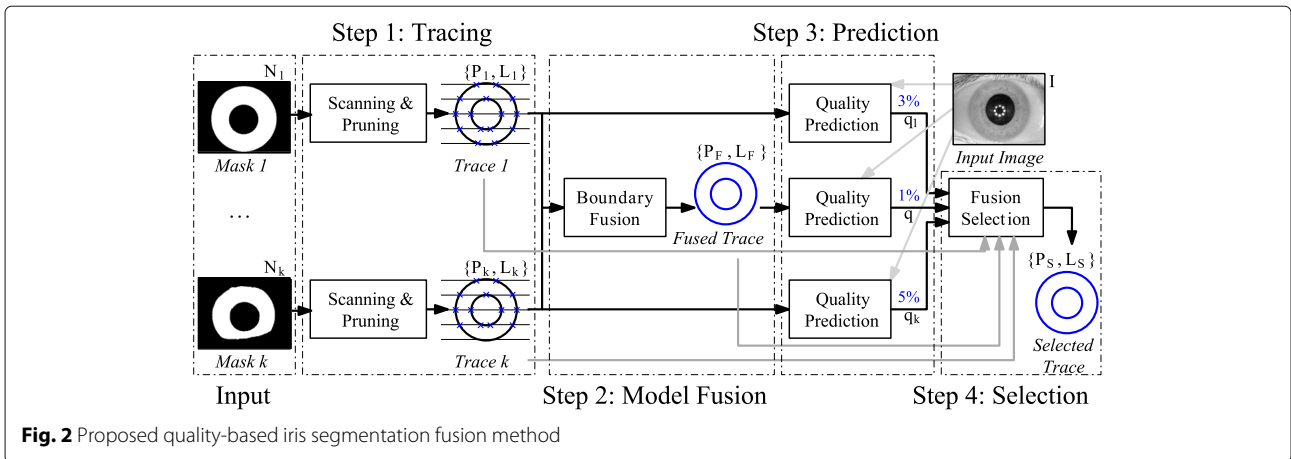 Step 1: Tracing
Step 3: Prediction
N1
Mask 1
...
Nk
Mask k
Input
Scanning &
Pruning
{P1, L1}
Trace 1
Scanning &
Pruning
{Pk, Lk}
Trace k
Boundary
Fusion
{PF, LF}
Fused Trace
Step 2: Model Fusion
Quality
Prediction
3%
q1
Quality
Prediction
1%
q
Quality
Prediction
5%
qk
I
Input Image
Fusion
Selection
{PS, LS}
Selected
Trace
Step 4: Selection
Fig. 2 Proposed quality-based iris segmentation fusion method